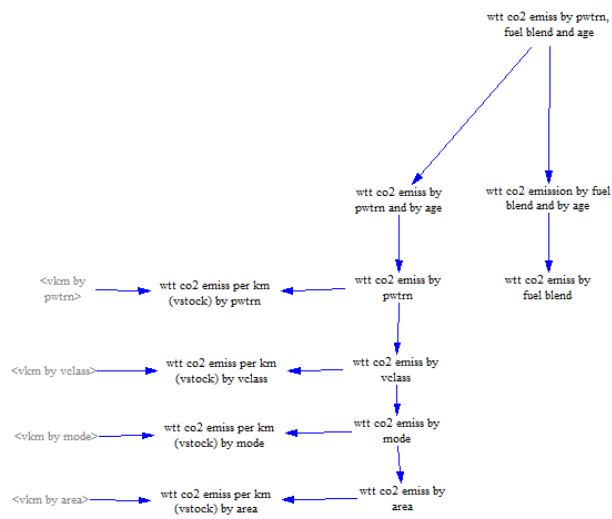 wtt co2 emiss by pwtrn,
fuel blend and age
wtt co2 emiss by
pwtrn and by age
wtt co2 emission by fuel
blend and by age
<vkm by
pwtrn>
wtt co2 emiss per km
(vstock) by pwtrn
wtt co2 emiss by
pwtrn
wtt co2 emiss by
fuel blend
<vkm by vclass>
wtt co2 emiss per km
(vstock) by vclass
wtt co2 emiss by
vclass
<vkm by mode>
wtt co2 emiss per km
(vstock) by mode
wtt co2 emiss by
mode
<vkm by area>
wtt co2 emiss per km
(vstock) by area
wtt co2 emiss by
area